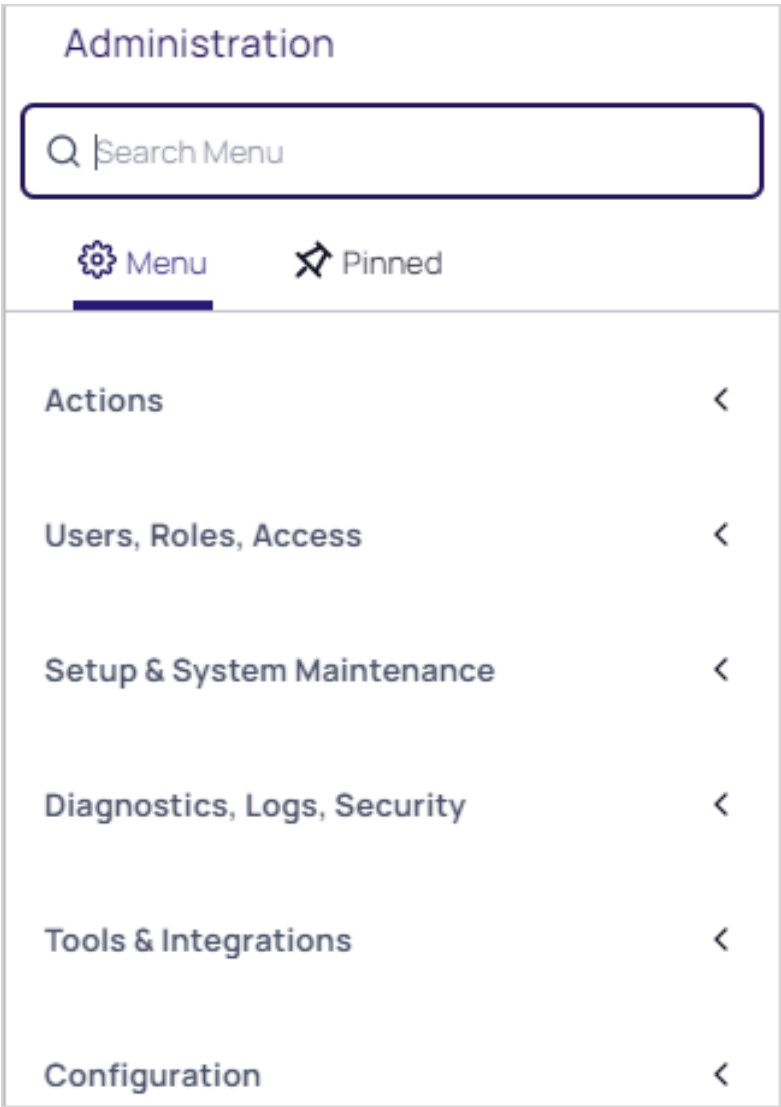 Administration
Search Menu
Menu Pinned
Actions
Users, Roles, Access
Setup & System Maintenance
Diagnostics, Logs, Security
Tools & Integrations
Configuration